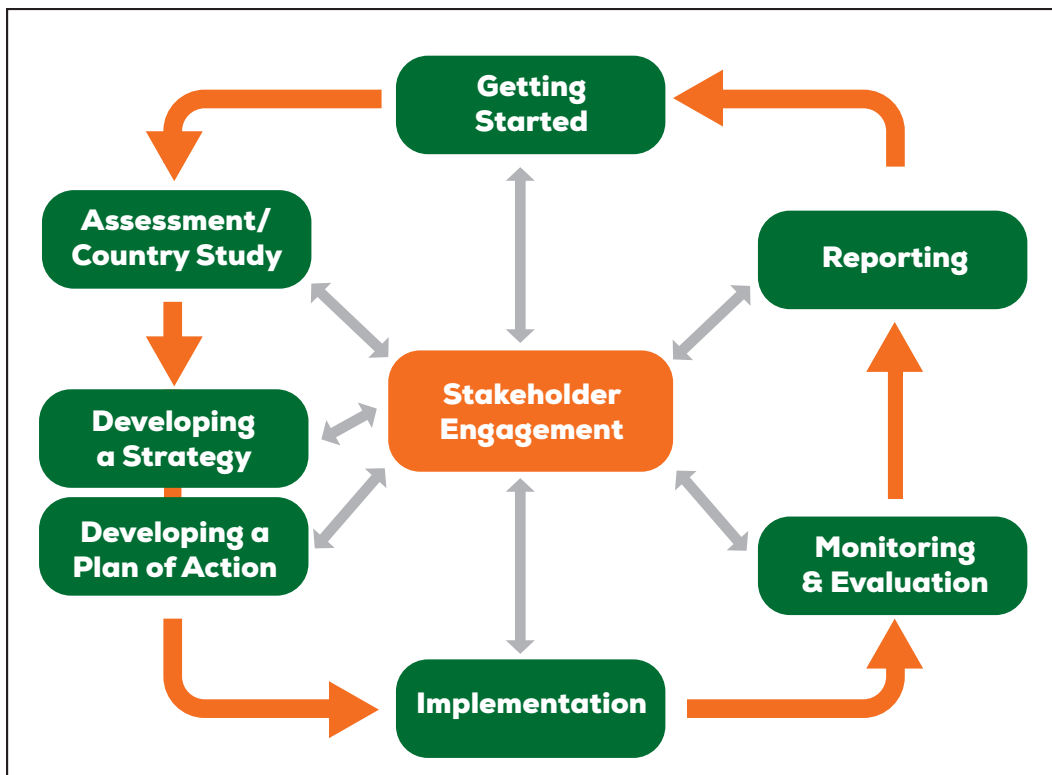 Getting
Started
Assessment/
Country Study
Reporting
Stakeholder
Engagement
Developing
a Strategy
Developing a
Plan of Action
Monitoring
& Evaluation
Implementation